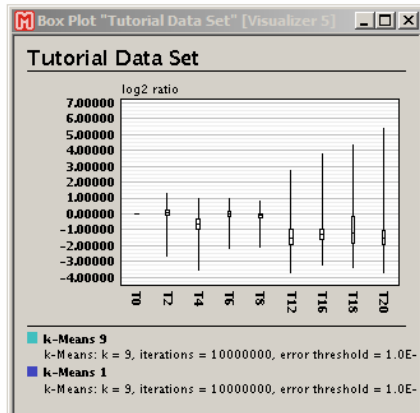 Box Plot "Tutorial Data Set" [Visualizer 5]
Tutorial Data Set
log2 ratio
7.00000
6.00000
5.00000
4.00000
3.00000
2.00000
1.00000
0.00000
-1.00000
-2.00000
-3.00000
-4.00000
T0 T2 T4 T6 T8 T12 T16 T18 T20
k-Means 9
k-Means: k = 9, iterations = 10000000, error threshold = 1.0E-
k-Means 1
k-Means: k = 9, iterations = 10000000, error threshold = 1.0E-